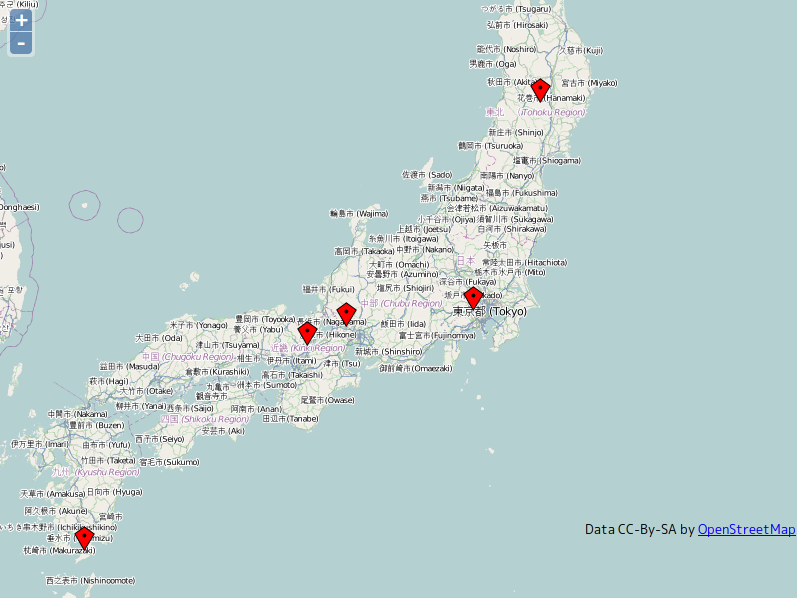 주군 (Kiliju)
+
-
つがる市 (Tsugaru)
弘前市 (Hirosaki)
能代市 (Noshiro)
久慈市(Kuji)
男鹿市 (Oga)
秋田市 (Akita)
宮古市 (Miyako)
(Hanamaki)
東北
(Tohoku Region)
新庄市 (Shinjo)
鶴岡市 (Tsuruoka)
塩竈市 (Shiogama)
佐渡市 (Sado)
南陽市 (Nanyo)
新潟市 (Niigata)
福島市 (Fukushima)
燕市 (Tsubame)
会津若松市 (Aizuwakamatu)
輪島市 (Wajima)
小千谷市 (Ojiya)
須賀川市 (Sukagawa)
上越市 (Joetsu)
白河市 (Shirakawa)
糸魚川市 (Itoigawa)
矢板市
高岡市 (Takaoka)
中野市 (Nakano)
日本
大町市 (Omachi)
常陸太田市 (Hitachiota)
安曇野市 (Azumino)
栃木市
水戸市 (Mito)
福井市 (Fukui)
塩尻市 (Shiojiri)
深谷市 (Fukaya)
中部 (Chubu Region)
東京都 (Tokyo)
豊岡市 (Toyooka)
米子市 (Yonago)
養父市 (Yabu)
飯田市 (Iida)
大田市 (Oda)
(Hikone)
富士宮市(Fujinomiya)
津山市 (Tsuyama)
近畿 (Kinki Region)
新城市 (Shinshiro)
中国 (Chugoku Region)
相生市
伊丹市 (Itami)
津市 (Tsu)
益田市 (Masuda)
御前崎市 (Omaezaki)
倉敷市 (Kurashiki)
高石市 (Takaishi)
萩市 (Hagi)
丸亀市
洲本市 (Sumoto)
大竹市 (Otake)
観音寺市
尾鷲市 (Owase)
柳井市 (Yanai)
西条市 (Saijo)
阿南市 (Anan)
中間市 (Nakama)
四国 (Shikoku Region)
田辺市 (Tanabe)
豊前市 (Buzen)
安芸市 (Aki)
西予市 (Seiyo)
伊万里市 (Imari)
由布市 (Yufu)
竹田市 (Taketa)
宿毛市 (Sukumo)
九州 (Kyushu Region)
天草市 (Amakusa)
日向市 (Hyuga)
阿久根市 (Akune)
宮崎市
いちき串木野市 (Ichikikushikino)
垂水市
枕崎市 (Makurazaki)
西之表市 (Nishinoomote)
Data CC-By-SA by OpenStreetMap